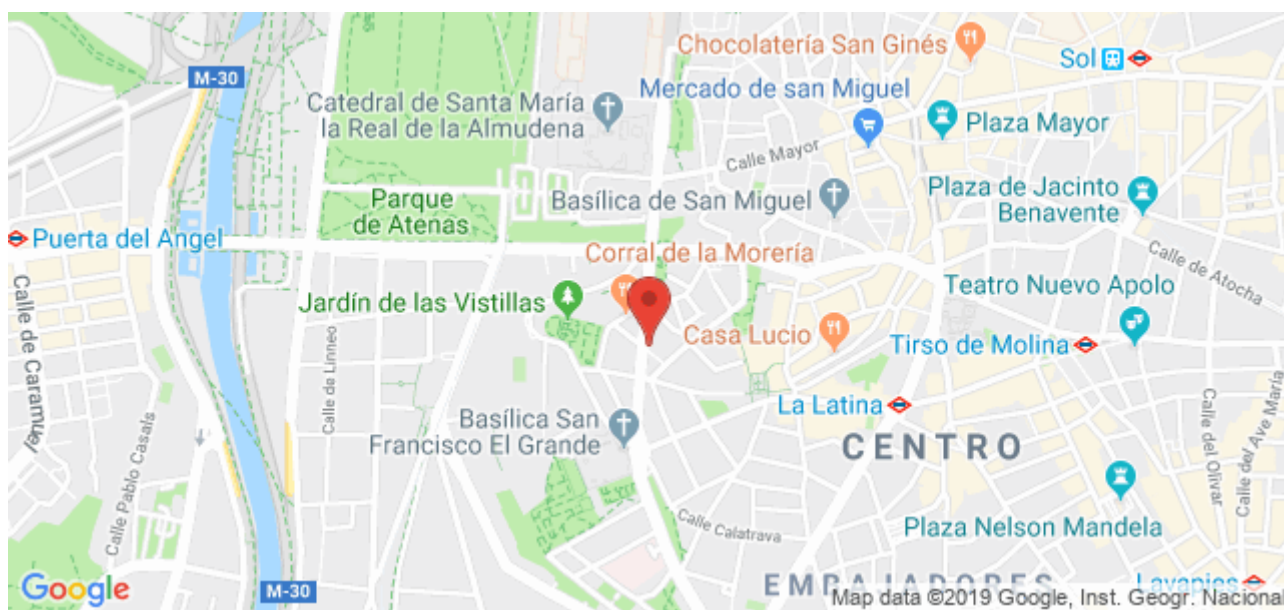 Chocolatería San Ginés
Sol
M-30
Mercado de san Miguel
Catedral de Santa María
la Real de la Almudena
Plaza Mayor
Calle Mayor
Parque
de Atenas
Basílica de San Miguel
Plaza de Jacinto
Benavente
Puerta del Angel
Corral de la Morería
Calle de Atocha
Jardín de las Vistillas
Teatro Nuevo Apolo
Casa Lucio
Tirso de Molina
Calle de Caramuel
Calle de Linneo
La Latina
Basílica San
Francisco El Grande
CENTRO
Calle del Olivar
Calle del Ave María
Calle Pablo Casals
Calle Calatrava
Plaza Nelson Mandela
EMBAJADORES
Lavapies
Google
M-30
Map data ©2019 Google, Inst. Geogr. Naciona